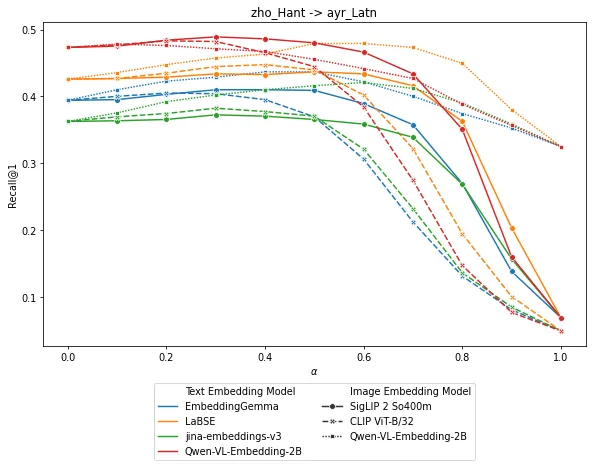 zho_Hant -> ayr_Latn
Recall@1
0.5
0.4
0.3
0.2
0.1
0.0
0.2
0.4
0.6
0.8
1.0
α
Text Embedding Model
EmbeddingGemma
LaBSE
jina-embeddings-v3
Qwen-VL-Embedding-2B
Image Embedding Model
SigLIP 2 So400m
CLIP ViT-B/32
Qwen-VL-Embedding-2B